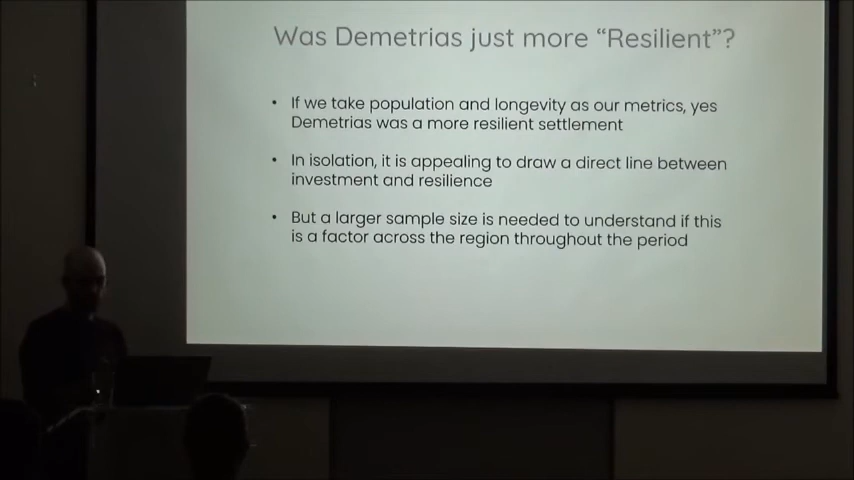 Was Demetrias just more “Resilient”?
• If we take population and longevity as our metrics, yes
Demetrias was a more resilient settlement
• In isolation, it is appealing to draw a direct line between
investment and resilience
• But a larger sample size is needed to understand if this
is a factor across the region throughout the period